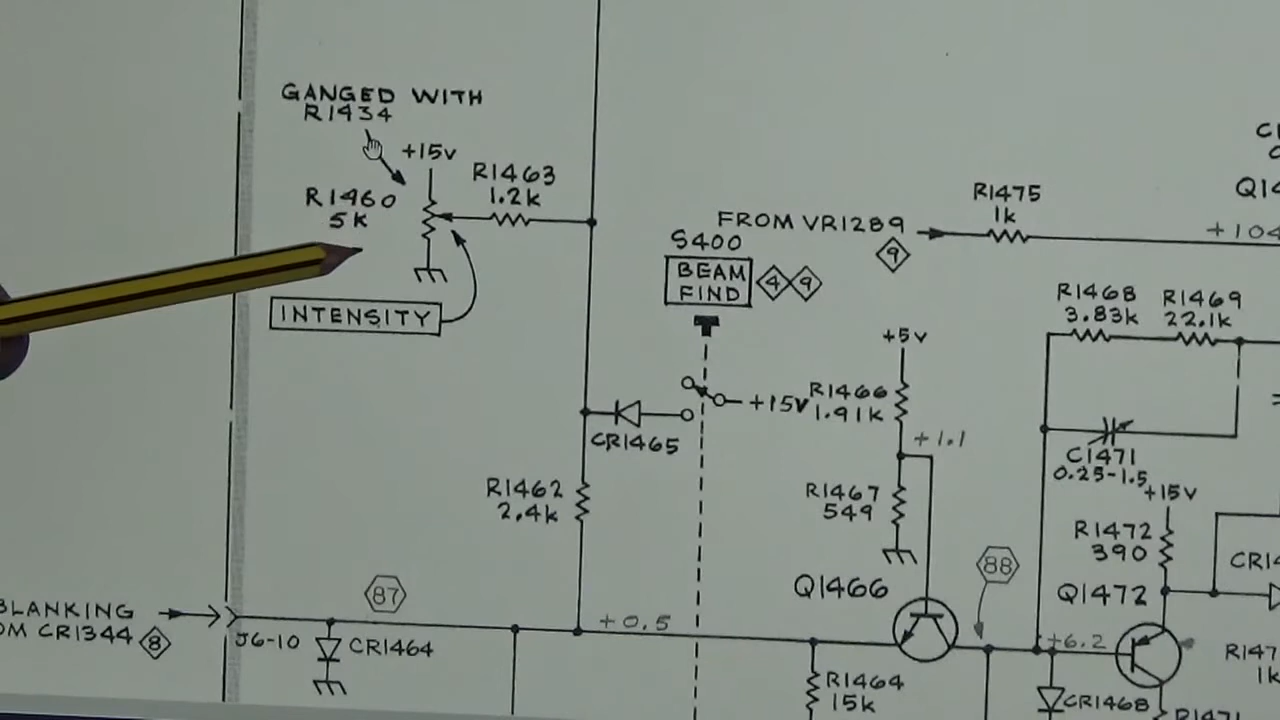 GANGED WITH
R1434
+15V
R1460
5K
R1463
1.2K
INTENSITY
FROM VR1289
9
S400
BEAM
FIND
4 9
R1475
1K
+104
R1468
3.83K
R1469
22.1K
+5V
+15V
R1466
1.91K
+1.1
CR1465
C1471
0.25-1.5
+15V
R1462
2.4K
R1467
549
R1472
390
87
88
Q1466
Q1472
BLANKING
CR1344
8
J6-10
CR1464
+0.5
+6.2
R1464
15K
CR1468
1K
R1471